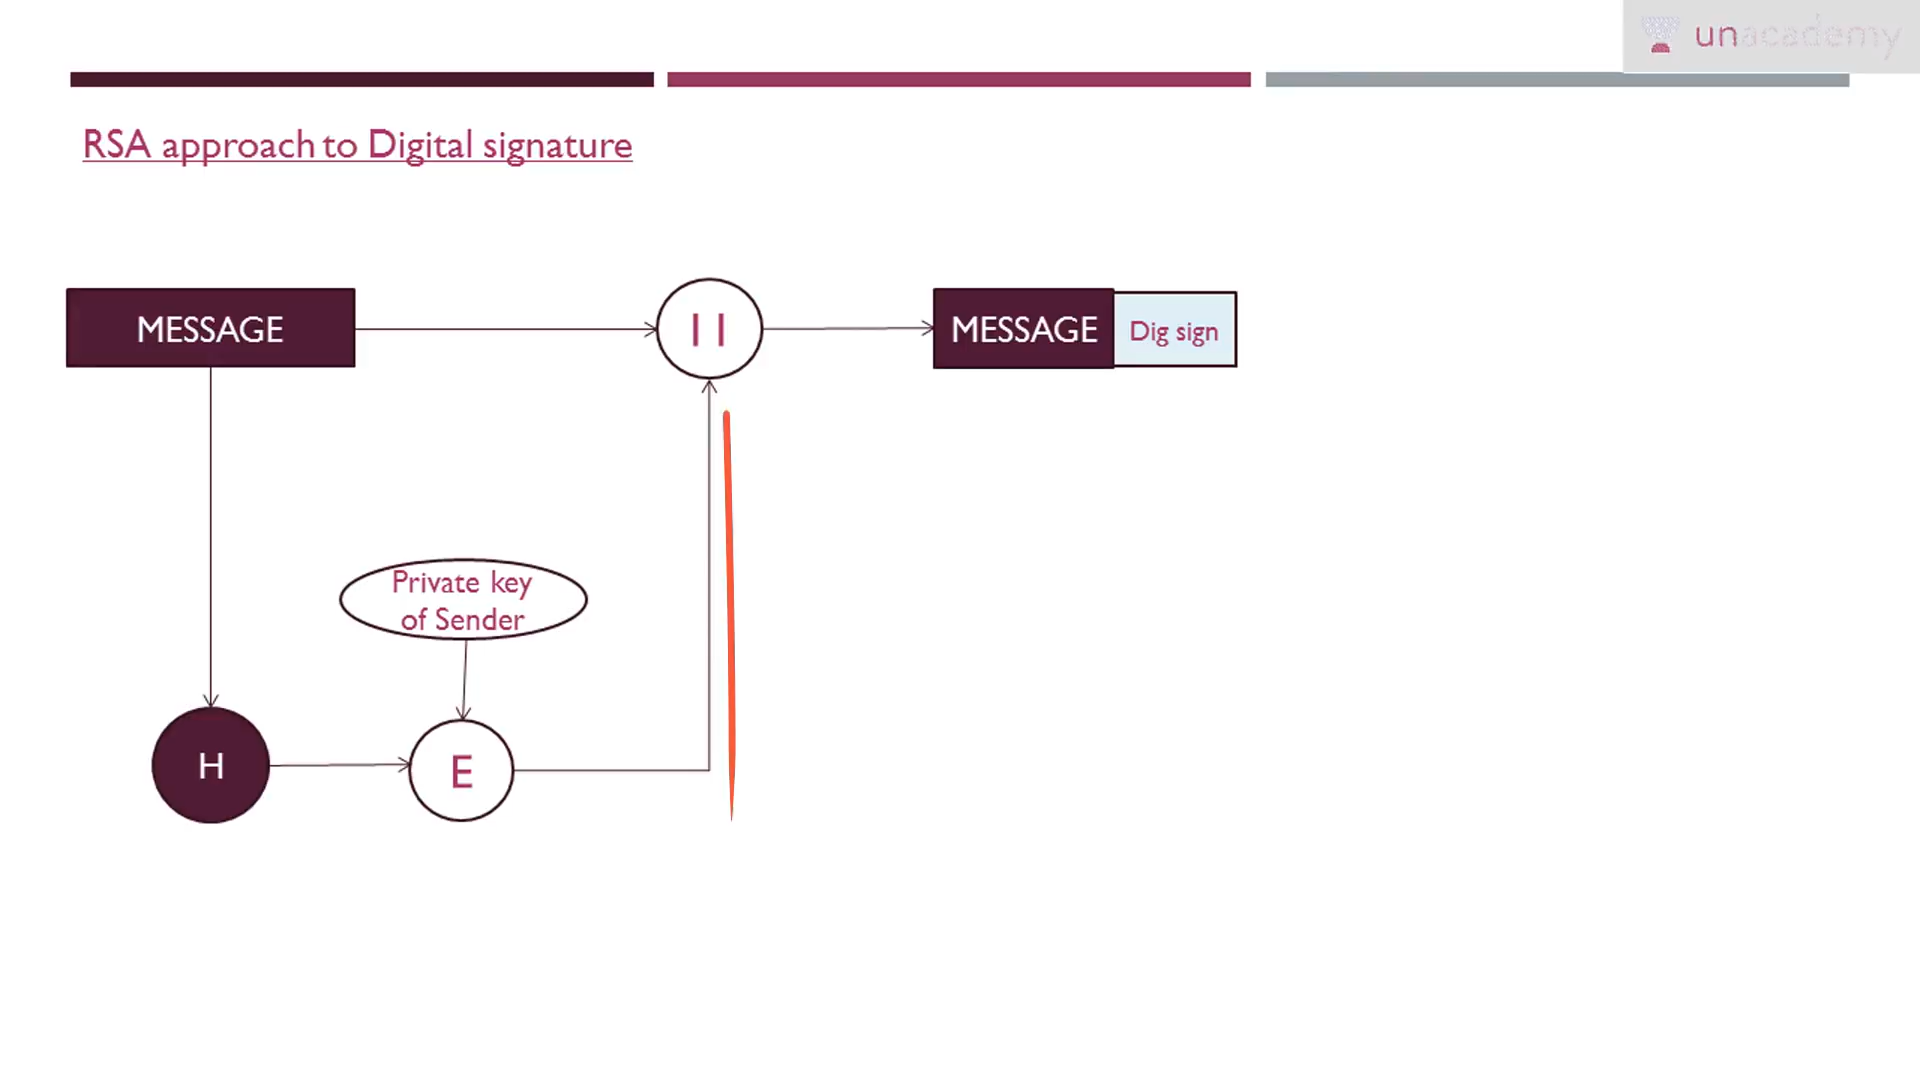 unacademy
RSA approach to Digital signature
MESSAGE
||
MESSAGE
Dig sign
Private key
of Sender
H
E